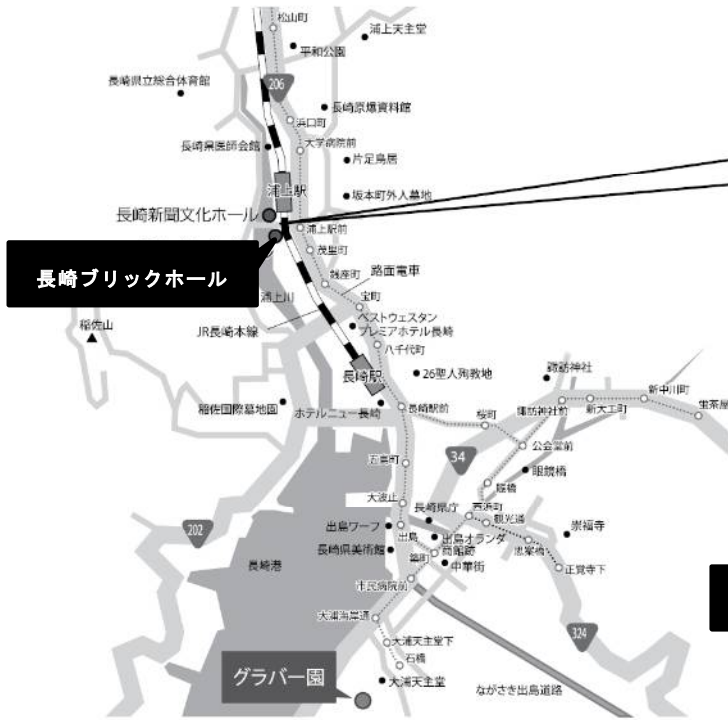 松山町
浦上天主堂
平和公園
長崎県立総合体育館
206
長崎原爆資料館
浜口町
大学病院前
長崎県医師会館
片足鳥居
浦上駅
坂本町外人墓地
長崎新聞文化ホール
浦上駅前
茂里町
長崎ブリックホール
銭座町
路面電車
浦上川
宝町
稲佐山
JR長崎本線
ベストウェスタン
プレミアホテル長崎
八千代町
長崎駅
26聖人殉教地
諏訪神社
新中川町
蛍茶屋
稲佐国際墓地園
ホテルニュー長崎
長崎駅前
桜町
諏訪神社前
新大工町
公会堂前
五島町
34
眼鏡橋
賑橋
大波止
長崎県庁
西浜町
観光通
202
出島ワーフ
出島
出島オランダ
商館跡
崇福寺
思案橋
長崎県美術館
築町
中華街
正覚寺下
長崎港
市民病院前
大浦海岸通
324
大浦天主堂下
石橋
グラバー園
大浦天主堂
ながさき出島道路